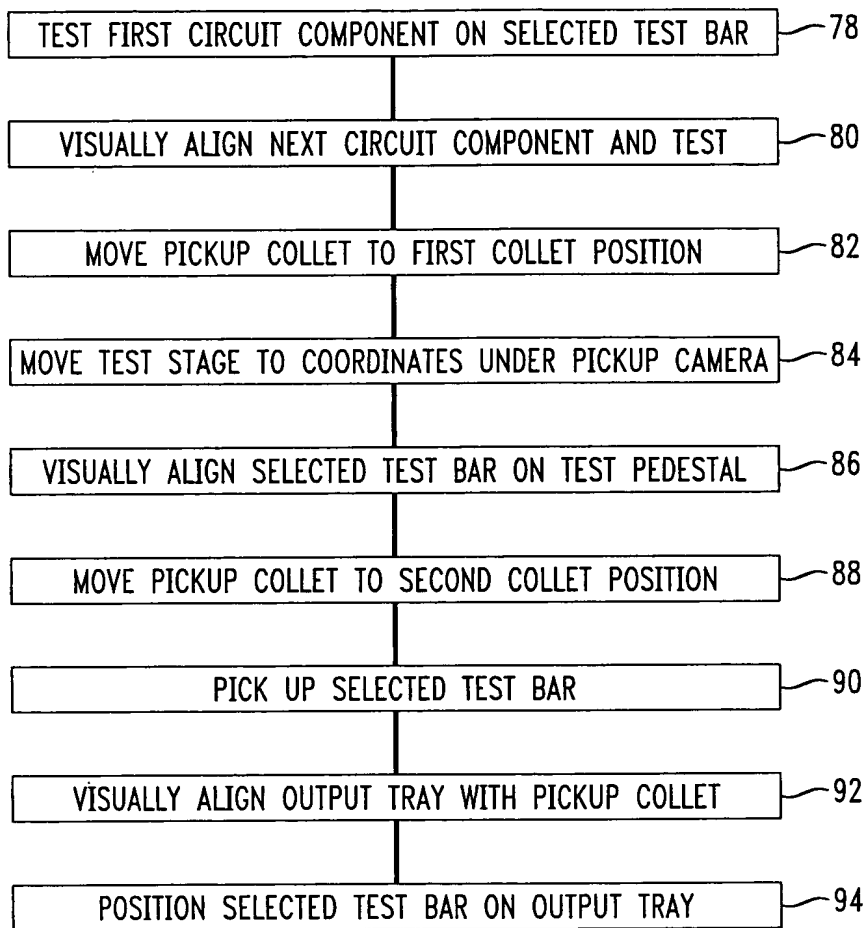 TEST FIRST CIRCUIT COMPONENT ON SELECTED TEST BAR 78
VISUALLY ALIGN NEXT CIRCUIT COMPONENT AND TEST 80
MOVE PICKUP COLLET TO FIRST COLLET POSITION 82
MOVE TEST STAGE TO COORDINATES UNDER PICKUP CAMERA 84
VISUALLY ALIGN SELECTED TEST BAR ON TEST PEDESTAL 86
MOVE PICKUP COLLET TO SECOND COLLET POSITION 88
PICK UP SELECTED TEST BAR 90
VISUALLY ALIGN OUTPUT TRAY WITH PICKUP COLLET 92
POSITION SELECTED TEST BAR ON OUTPUT TRAY 94